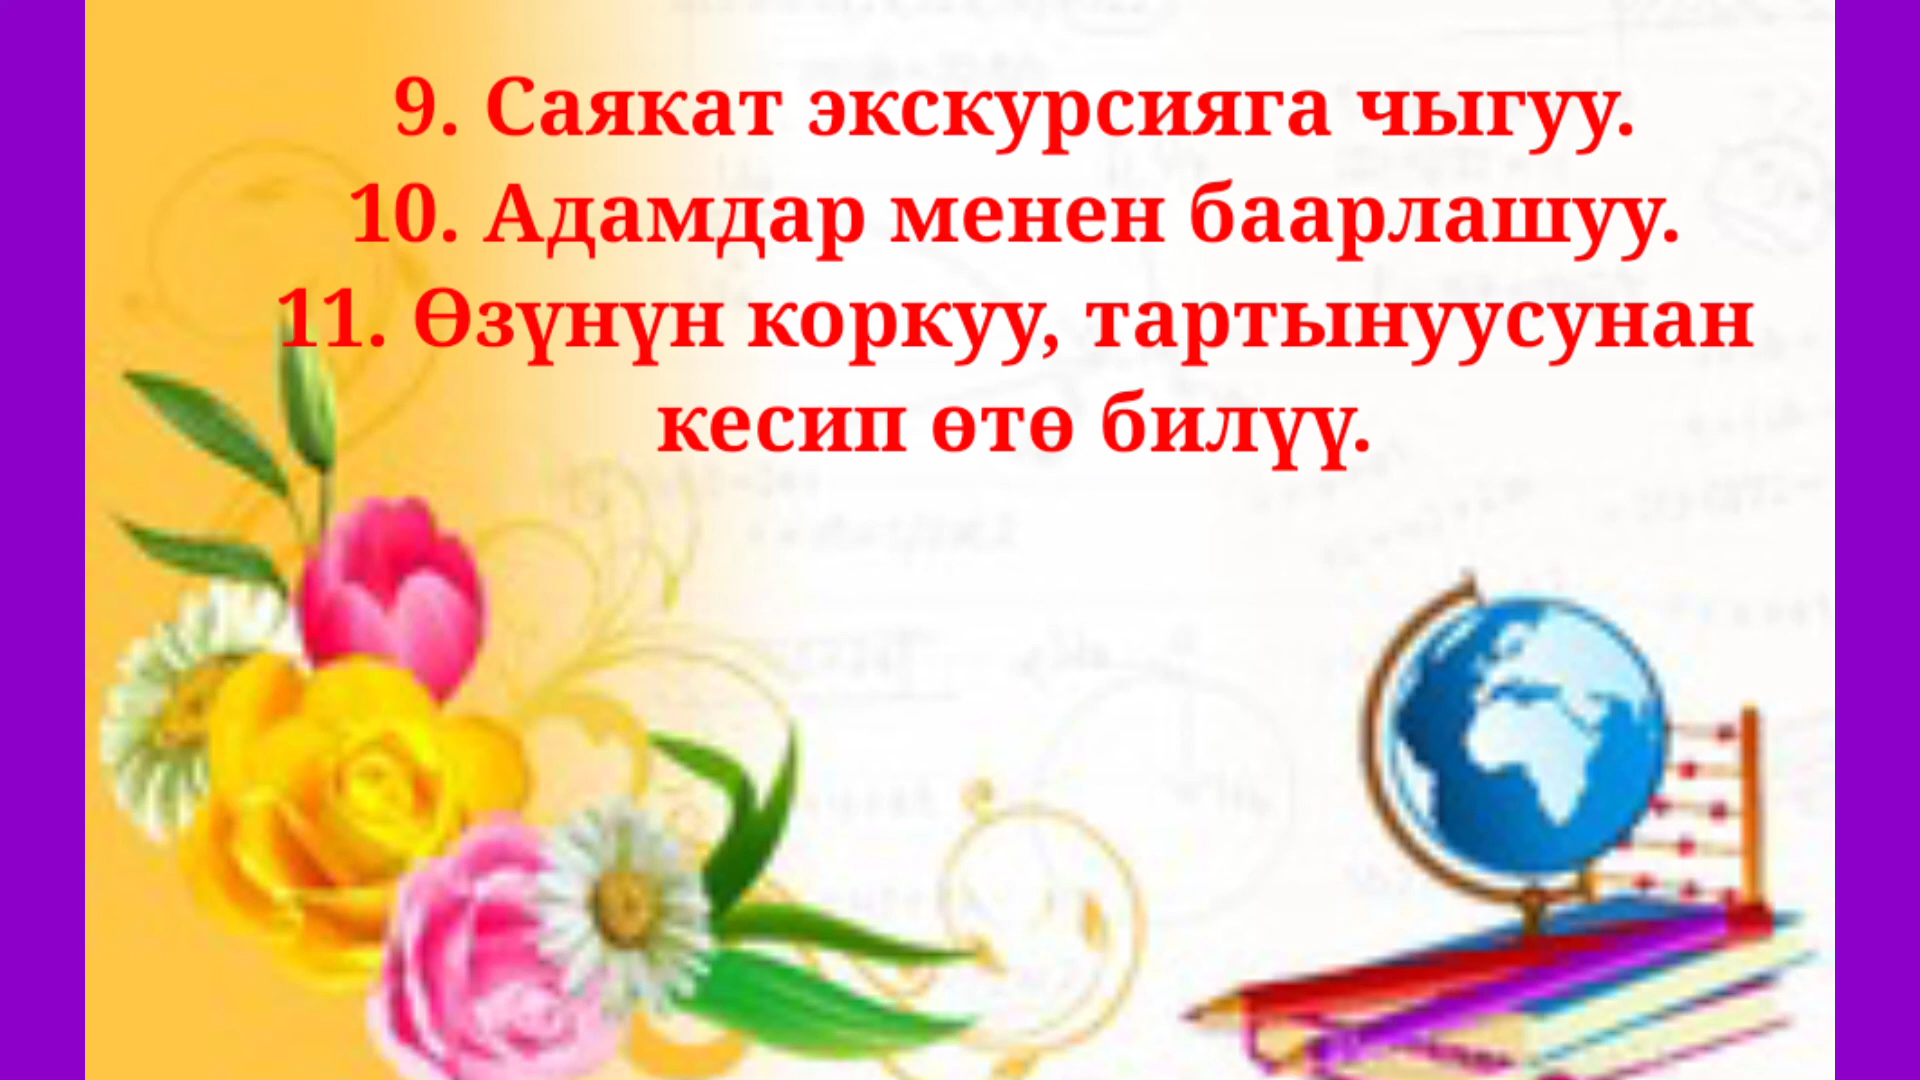 9. Саякат экскурсияга чыгуу.
10. Адамдар менен баарлашуу.
11. Өзүнүн коркуу, тартынуусунан
кесип өтө билүү.